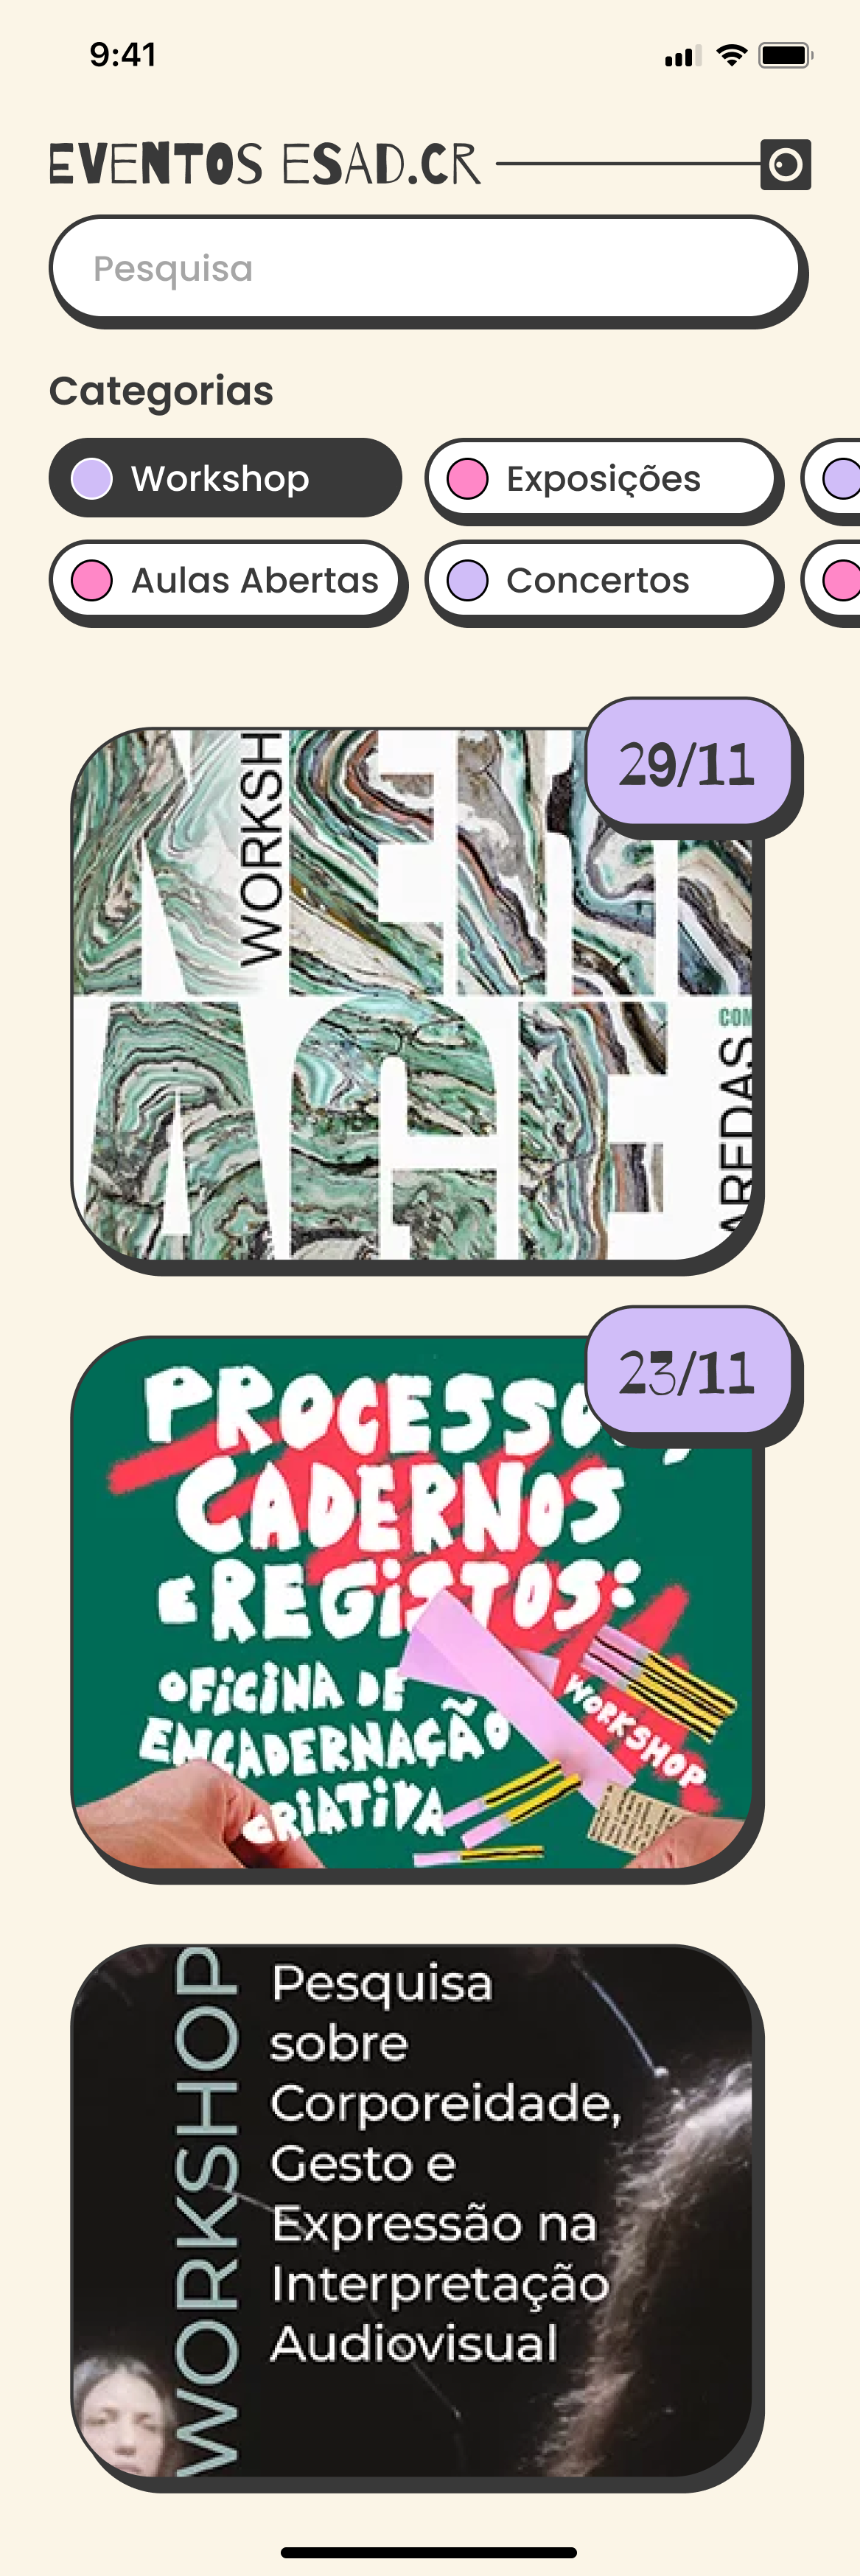 9:41
EVENTOS ESAD.CR
Pesquisa
Categorias
Workshop
Exposições
Aulas Abertas
Concertos
29/11
WORKSH
ACE
COM
AREDAS
23/11
PROCESSO,
CADERNOS
E REGISTOS:
OFICINA DE
ENCADERNAÇÃO
CRIATIVA
WORKSHOP
WORKSHOP
Pesquisa
sobre
Corporeidade,
Gesto e
Expressão na
Interpretação
Audiovisual